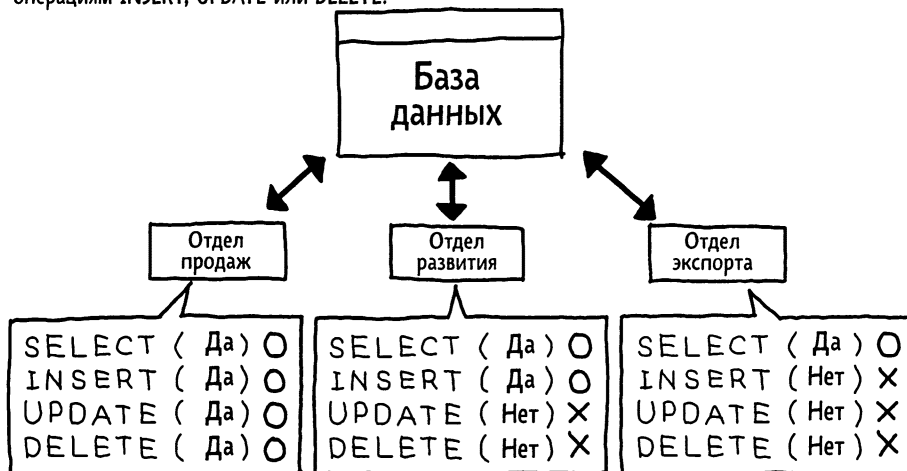 операциям INSERT, UPDATE или DELETE.
База
данных
Отдел
продаж
Отдел
развития
Отдел
экспорта
SELECT ( Да ) O
INSERT ( Да ) O
UPDATE ( Да ) O
DELETE ( Да ) O
SELECT ( Да ) O
INSERT ( Да ) O
UPDATE ( Нет ) X
DELETE ( Нет ) X
SELECT ( Да ) O
INSERT ( Нет ) X
UPDATE ( Нет ) X
DELETE ( Нет ) X